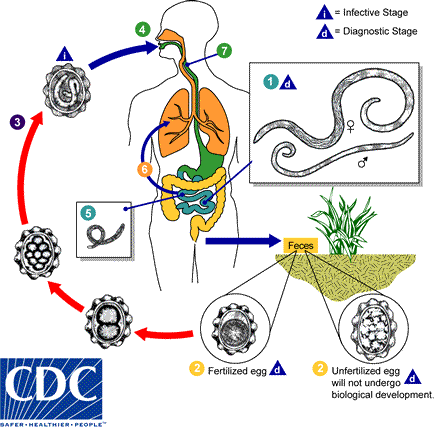 i = Infective Stage
d = Diagnostic Stage
4
i
7
1 d
♀
♂
3
6
5
Feces
2 Fertilized egg d
2 Unfertilized egg
will not undergo d
biological development.
CDC
SAFER • HEALTHIER • PEOPLE™